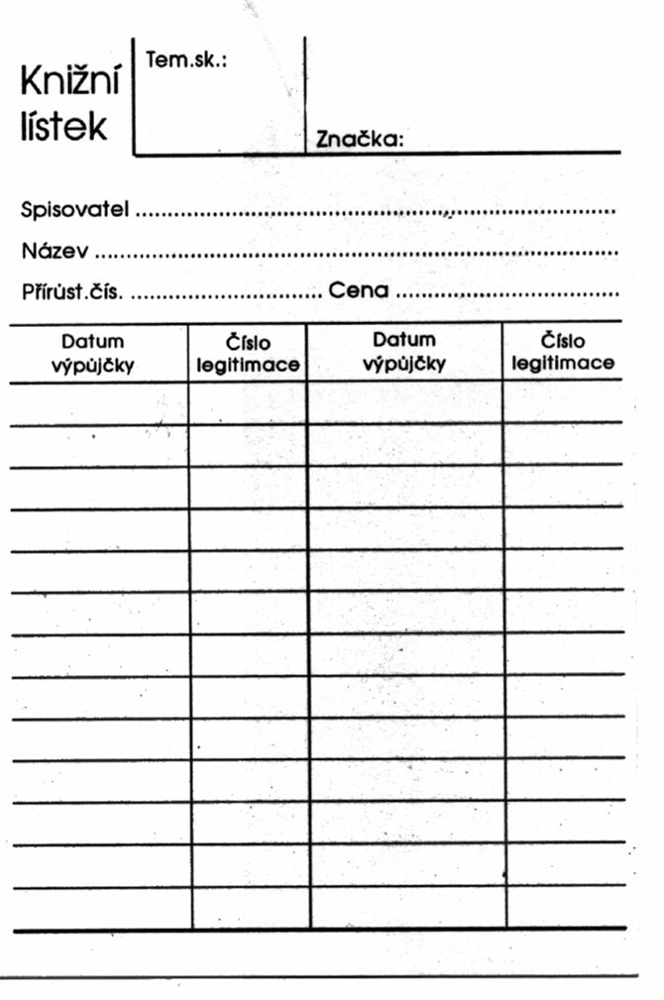 Knižní
lístek
Tem.sk.:
Značka:
Spisovatel ........................................................................
Název ................................................................................
Přírůst.čís. .............................. Cena ...................................
Datum výpůjčky
Číslo legitimace
Datum výpůjčky
Číslo legitimace